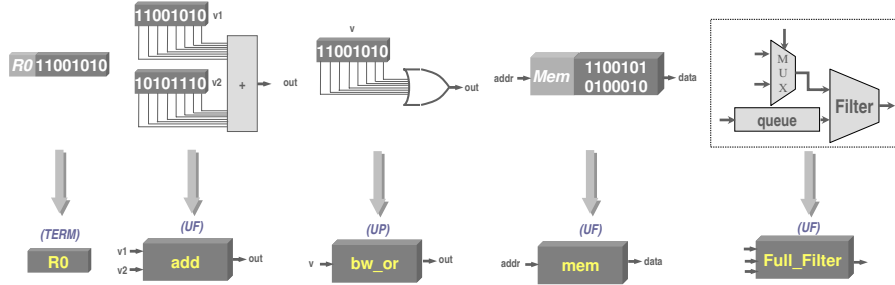 R0 11001010
11001010 v1
10101110 v2
+
out
v
11001010
out
addr
Mem
1100101
0100010
data
MUX
queue
Filter
(TERM)
R0
(UF)
v1
v2
add
out
(UP)
v
bw_or
out
(UF)
addr
mem
data
(UF)
Full_Filter